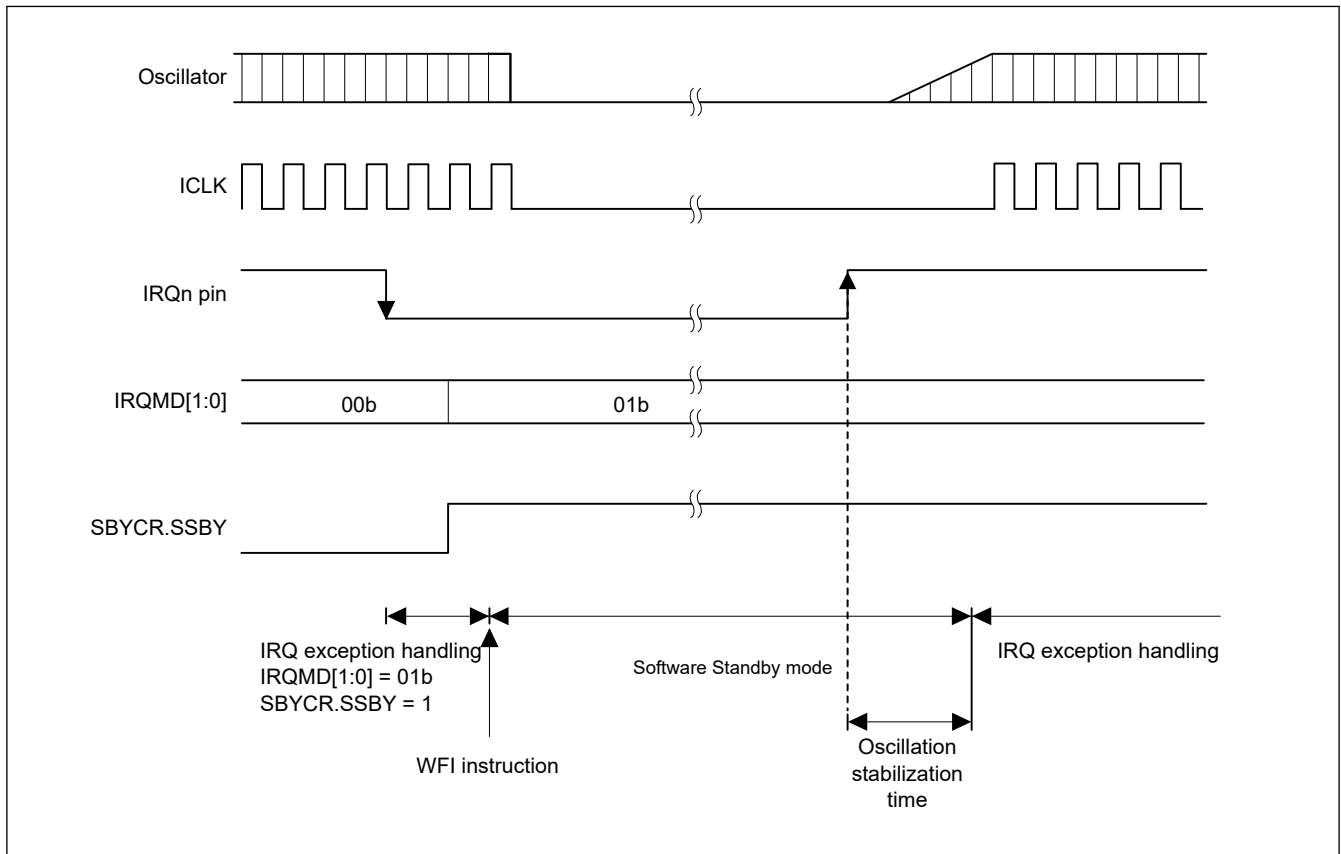 Oscillator
ICLK
IRQn pin
IRQMD[1:0]
00b
01b
SBYCR.SSBY
IRQ exception handling
IRQMD[1:0] = 01b
SBYCR.SSBY = 1
WFI instruction
Software Standby mode
Oscillation
stabilization
time
IRQ exception handling